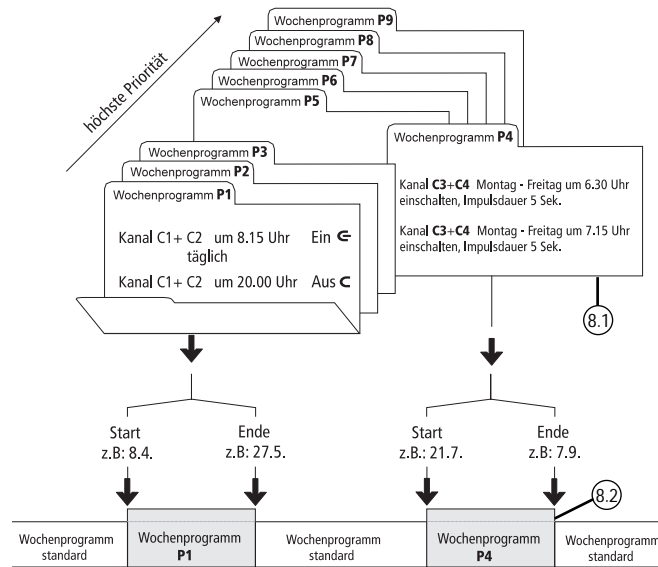 höchste Priorität
Wochenprogramm P9
Wochenprogramm P8
Wochenprogramm P7
Wochenprogramm P6
Wochenprogramm P5
Wochenprogramm P4
Kanal C3+C4 Montag - Freitag um 6.30 Uhr
einschalten, Impulsdauer 5 Sek.
Kanal C3+C4 Montag - Freitag um 7.15 Uhr
einschalten, Impulsdauer 5 Sek.
8.1
Wochenprogramm P3
Wochenprogramm P2
Wochenprogramm P1
Kanal C1+ C2 um 8.15 Uhr Ein
täglich
Kanal C1+ C2 um 20.00 Uhr Aus
Start
z.B: 8.4.
Ende
z.B: 27.5.
Start
z.B.: 21.7.
Ende
z.B: 7.9.
8.2
Wochenprogramm
standard
Wochenprogramm
P1
Wochenprogramm
standard
Wochenprogramm
P4
Wochenprogramm
standard